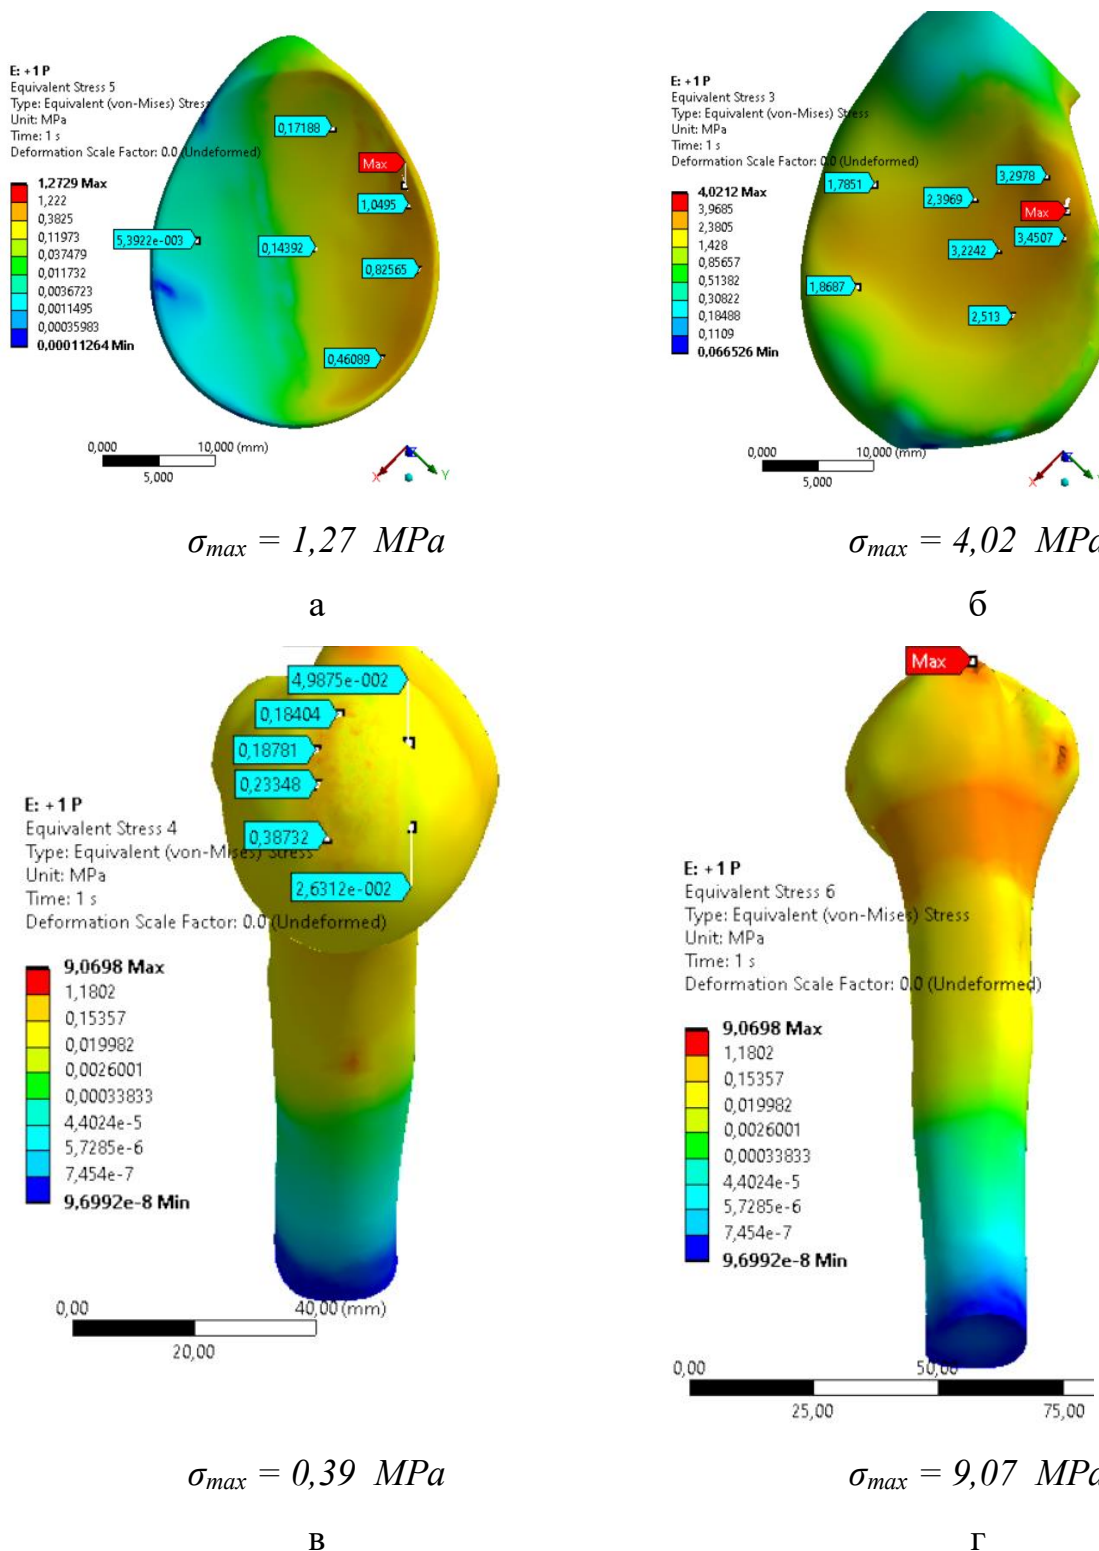 E: +1 P
Equivalent Stress 5
Type: Equivalent (von-Mises) Stress
Unit: MPa
Time: 1 s
Deformation Scale Factor: 0.0 (Undeformed)
1,2729 Max
1,222
0,3825
0,11973
0,037479
0,011732
0,0036723
0,0011495
0,00035983
0,00011264 Min
0,17188
Max
1,0495
5,3922e-003
0,14392
0,82565
0,46089
0,000
10,000 (mm)
5,000
X
Y
σmax = 1,27 MPa
а
E: +1 P
Equivalent Stress 3
Type: Equivalent (von-Mises) Stress
Unit: MPa
Time: 1 s
Deformation Scale Factor: 0.0 (Undeformed)
4,0212 Max
3,9685
2,3805
1,428
0,85657
0,51382
0,30822
0,18488
0,1109
0,066526 Min
1,7851
3,2978
2,3969
Max
3,4507
3,2242
1,8687
2,513
0,000
10,000 (mm)
5,000
X
σmax = 4,02 MPa
б
4,9875e-002
0,18404
0,18781
0,23348
0,38732
2,6312e-002
E: +1 P
Equivalent Stress 4
Type: Equivalent (von-Mises) Stress
Unit: MPa
Time: 1 s
Deformation Scale Factor: 0.0 (Undeformed)
9,0698 Max
1,1802
0,15357
0,019982
0,0026001
0,00033833
4,4024e-5
5,7285e-6
7,454e-7
9,6992e-8 Min
0,00
40,00 (mm)
20,00
σmax = 0,39 MPa
в
Max
E: +1 P
Equivalent Stress 6
Type: Equivalent (von-Mises) Stress
Unit: MPa
Time: 1 s
Deformation Scale Factor: 0.0 (Undeformed)
9,0698 Max
1,1802
0,15357
0,019982
0,0026001
0,00033833
4,4024e-5
5,7285e-6
7,454e-7
9,6992e-8 Min
0,00
50,00
25,00
75,00
σmax = 9,07 MPa
г